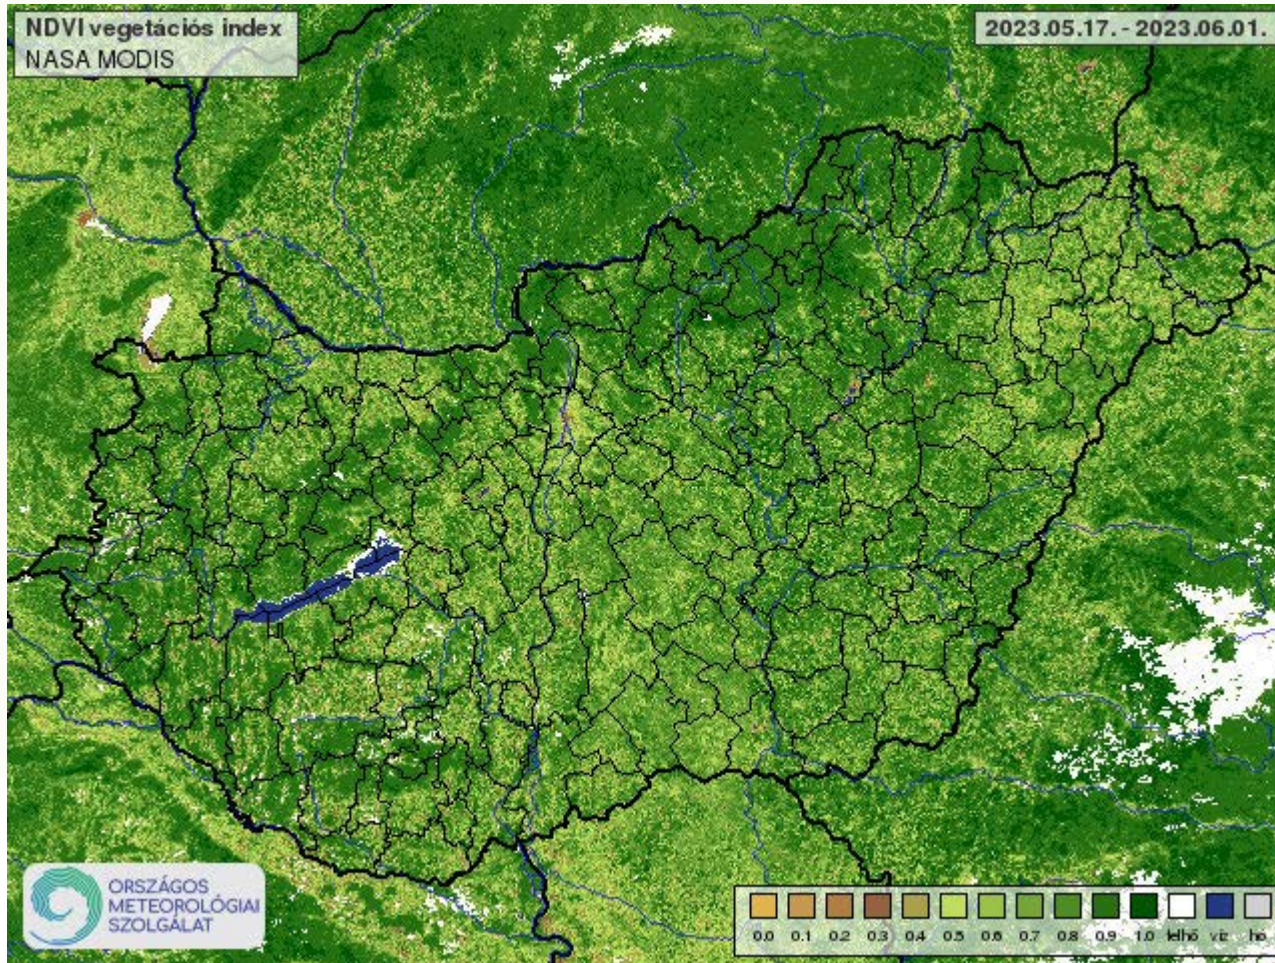 NDVI vegetációs index
NASA MODIS
2023.05.17. - 2023.06.01.
ORSZÁGOS
METEOROLÓGIAI
SZOLGÁLAT
0.0 0.1 0.2 0.3 0.4 0.5 0.6 0.7 0.8 0.9 1.0 felhő víz hó